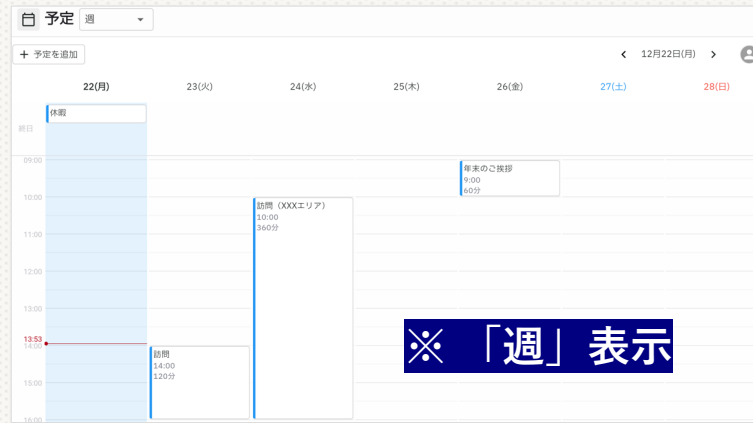 予定 週
+ 予定を追加
12月22日(月)
22(月) 23(火) 24(水) 25(木) 26(金) 27(土) 28(日)
休暇
終日
09:00
年末のご挨拶
9:00
60分
10:00
訪問（XXXエリア）
10:00
360分
11:00
12:00
13:00
13:53
14:00
訪問
14:00
120分
15:00
16:00
※ 「週」表示